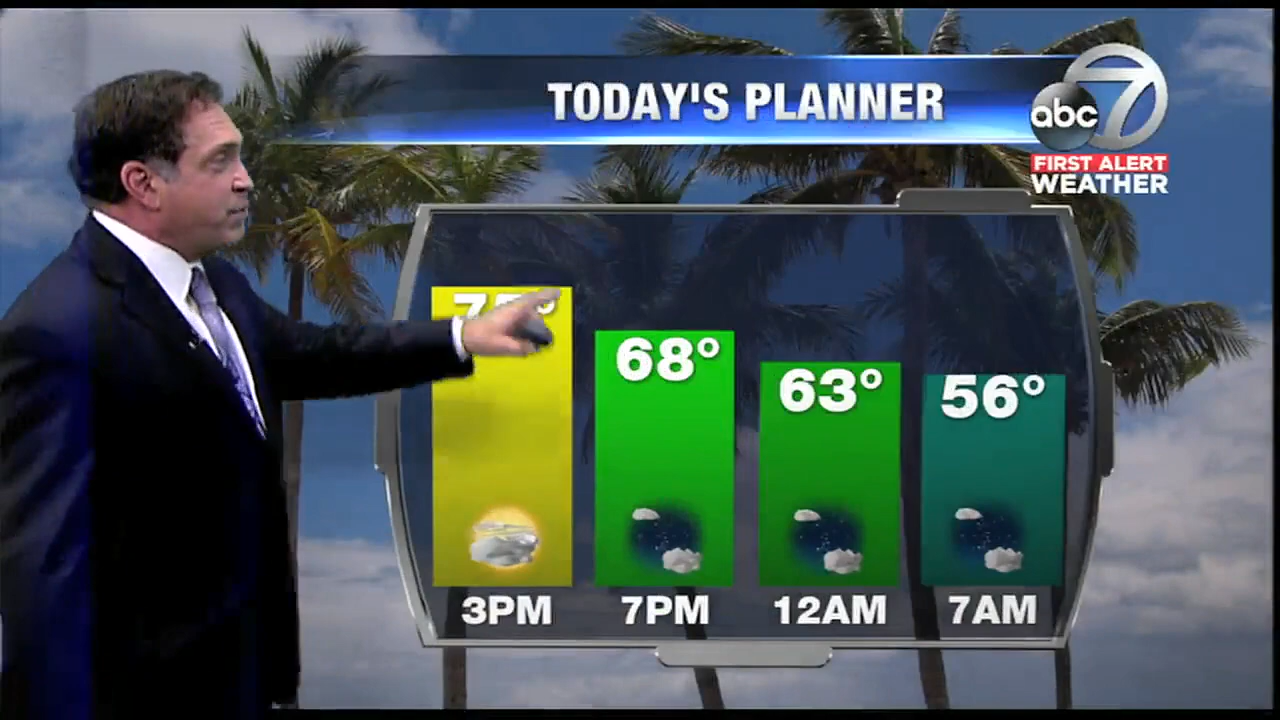 TODAY'S PLANNER
abc 7
FIRST ALERT
WEATHER
68° 63° 56°
3PM 7PM 12AM 7AM